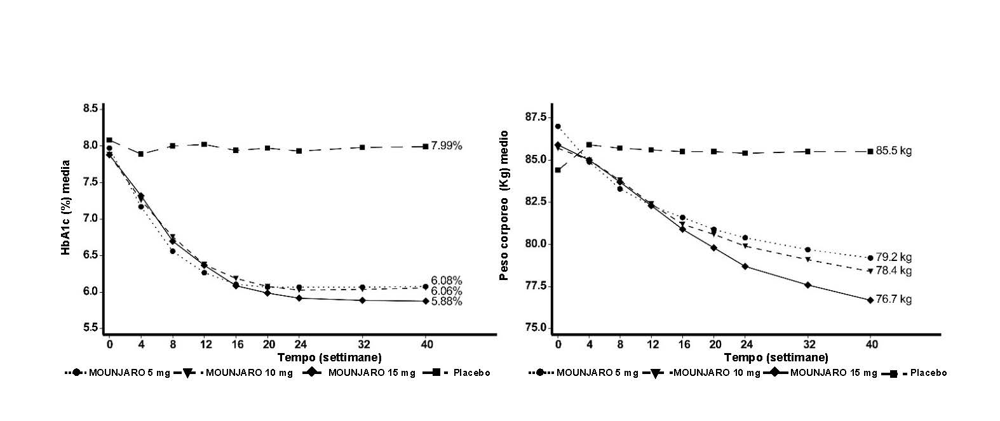 HbA1c (%) media
8.5
8.0
7.5
7.0
6.5
6.0
5.5
7.99%
6.08%
6.06%
5.88%
0 4 8 12 16 20 24 32 40
Tempo (settimane)
MOUNJARO 5 mg MOUNJARO 10 mg MOUNJARO 15 mg Placebo
Peso corporeo (Kg) medio
87.5
85.0
82.5
80.0
77.5
75.0
85.5 kg
79.2 kg
78.4 kg
76.7 kg
0 4 8 12 16 20 24 32 40
Tempo (settimane)
MOUNJARO 5 mg MOUNJARO 10 mg MOUNJARO 15 mg Placebo